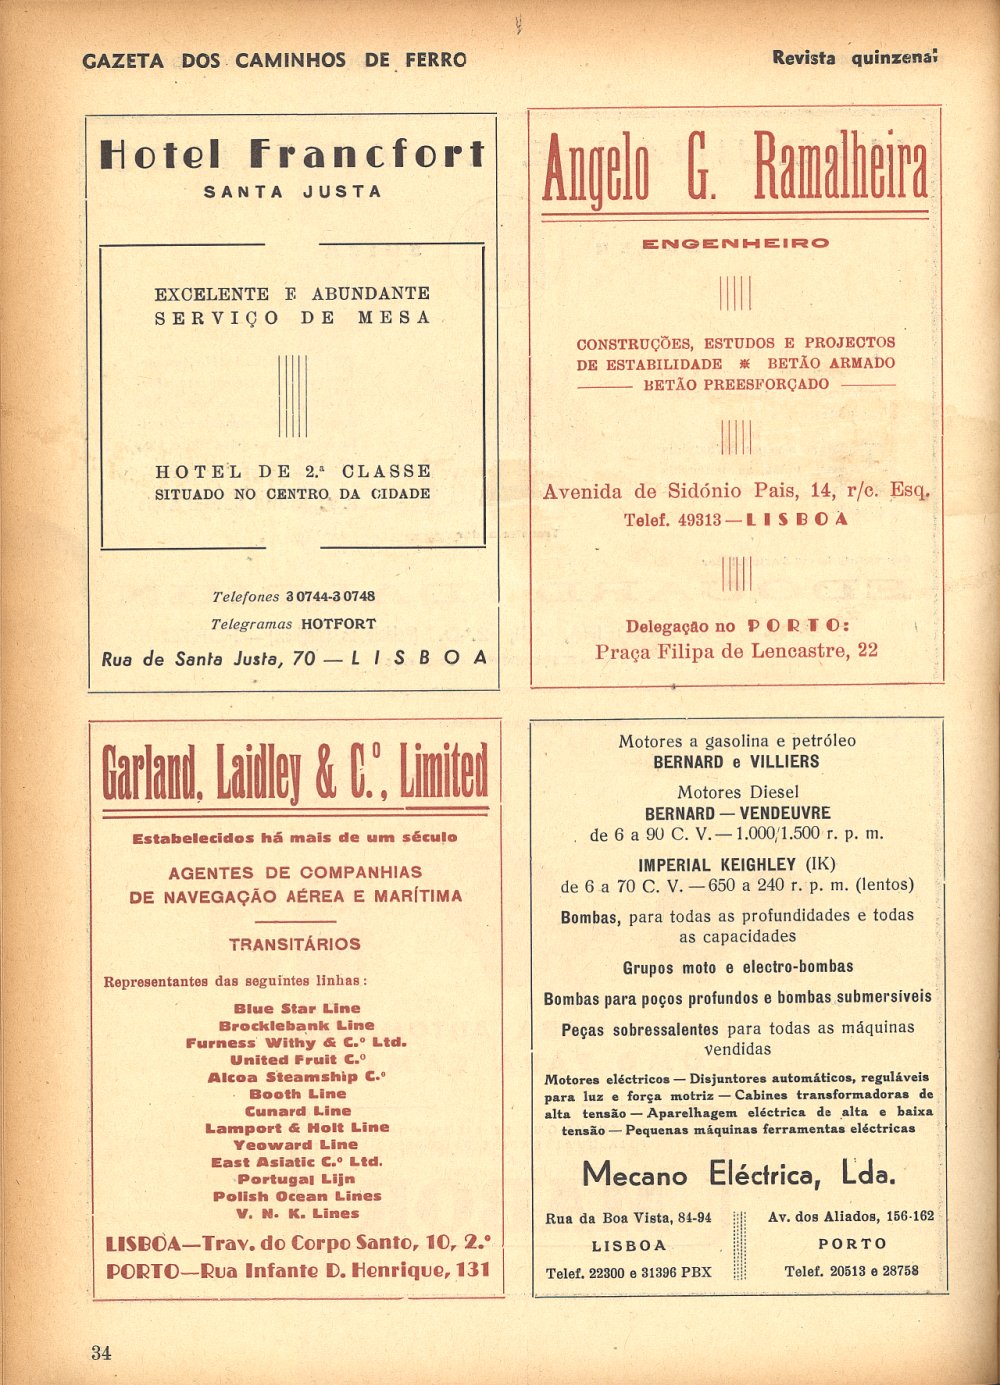 GAZETA DOS CAMINHOS DE FERRO
Revista quinzenal
Hotel Francfort
SANTA JUSTA
EXCELENTE E ABUNDANTE
SERVIÇO DE MESA
HOTEL DE 2.ª CLASSE
SITUADO NO CENTRO DA CIDADE
Telefones 30744-30748
Telegramas HOTFORT
Rua de Santa Justa, 70 — LISBOA
Angelo G. Ramalheira
ENGENHEIRO
CONSTRUÇÕES, ESTUDOS E PROJECTOS
DE ESTABILIDADE * BETÃO ARMADO
BETÃO PREESFORÇADO
Avenida de Sidónio Pais, 14, r/c. Esq.
Telef. 49313 — LISBOA
Delegação no PORTO:
Praça Filipa de Lencastre, 22
Garland, Laidley & C.º, Limited
Estabelecidos há mais de um século
AGENTES DE COMPANHIAS
DE NAVEGAÇÃO AÉREA E MARÍTIMA
TRANSITÁRIOS
Representantes das seguintes linhas:
Blue Star Line
Brocklebank Line
Furness Withy & C.º Ltd.
United Fruit C.º
Alcoa Steamship C.º
Booth Line
Cunard Line
Lamport & Holt Line
Yeoward Line
East Asiatic C.º Ltd.
Portugal Lijn
Polish Ocean Lines
V. N. K. Lines
LISBOA—Trav. do Corpo Santo, 10, 2.º
PORTO—Rua Infante D. Henrique, 131
Motores a gasolina e petróleo
BERNARD e VILLIERS
Motores Diesel
BERNARD — VENDEUVRE
de 6 a 90 C. V. — 1.000/1.500 r. p. m.
IMPERIAL KEIGHLEY (IK)
de 6 a 70 C. V. — 650 a 240 r. p. m. (lentos)
Bombas, para todas as profundidades e todas
as capacidades
Grupos moto e electro-bombas
Bombas para poços profundos e bombas submersíveis
Peças sobressalentes para todas as máquinas
vendidas
Motores eléctricos — Disjuntores automáticos, reguláveis
para luz e força motriz — Cabines transformadoras de
alta tensão — Aparelhagem eléctrica de alta e baixa
tensão — Pequenas máquinas ferramentas eléctricas
Mecano Eléctrica, Lda.
Rua da Boa Vista, 84-94
LISBOA
Telef. 22300 e 31396 PBX
Av. dos Aliados, 156-162
PORTO
Telef. 20513 e 28758
34